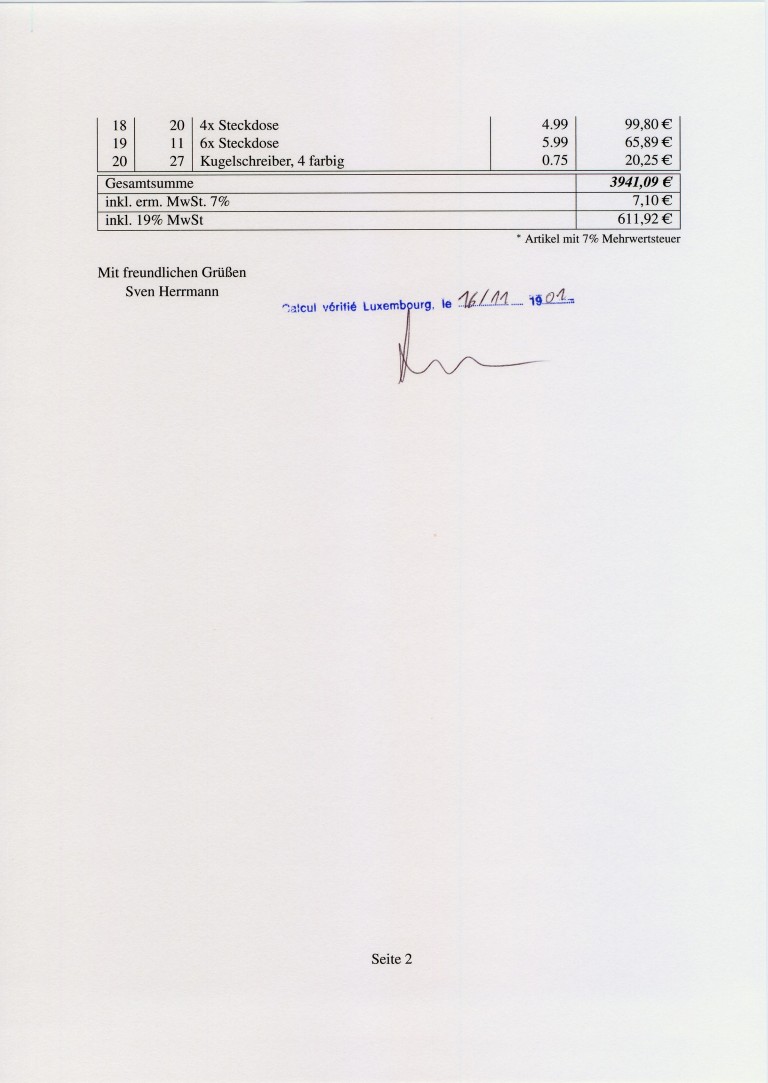 18 20 4x Steckdose 4.99 99,80 €
19 11 6x Steckdose 5.99 65,89 €
20 27 Kugelschreiber, 4 farbig 0.75 20,25 €
Gesamtsumme 3941,09 €
inkl. erm. MwSt. 7% 7,10 €
inkl. 19% MwSt 611,92 €
* Artikel mit 7% Mehrwertsteuer
Mit freundlichen Grüßen
Sven Herrmann
Calcul vérifié Luxembourg, le 16/11 1901
Seite 2